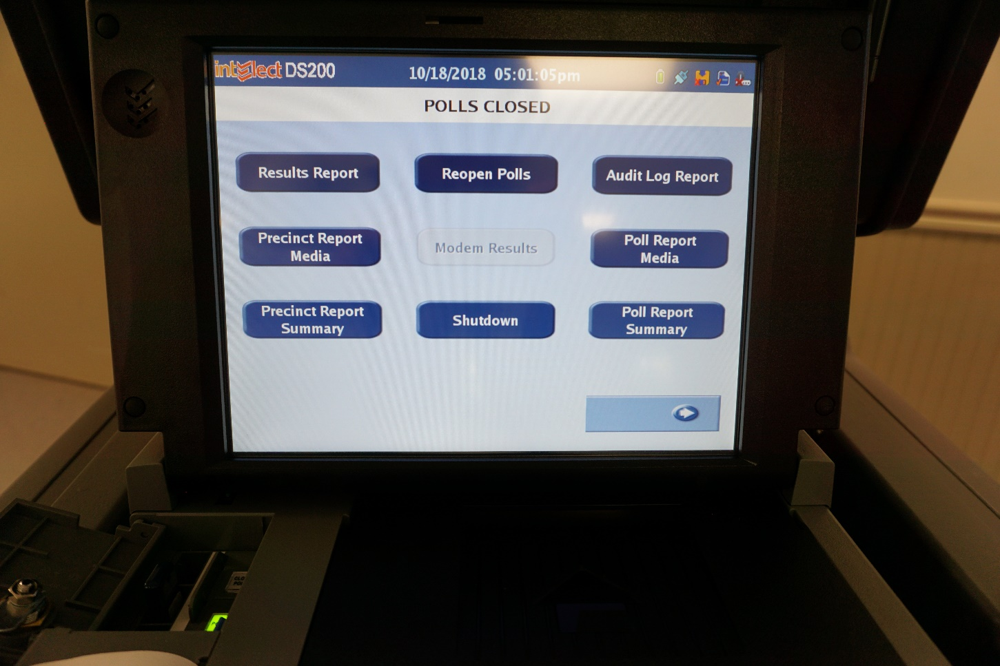 intElect DS200 10/18/2018 05:01:05pm
POLLS CLOSED
Results Report
Reopen Polls
Audit Log Report
Precinct Report
Media
Modem Results
Poll Report
Media
Precinct Report
Summary
Shutdown
Poll Report
Summary